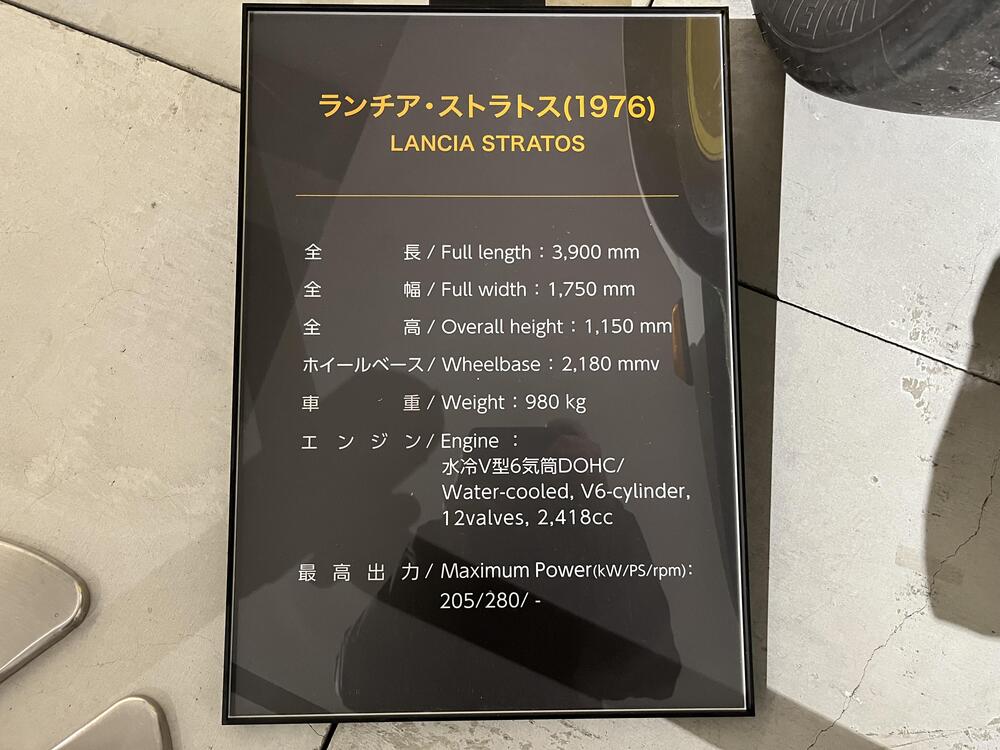 ランチア・ストラトス(1976)
LANCIA STRATOS
全長 / Full length：3,900 mm
全幅 / Full width：1,750 mm
全高 / Overall height：1,150 mm
ホイールベース / Wheelbase：2,180 mmv
車重 / Weight：980 kg
エンジン / Engine ：
水冷V型6気筒DOHC/
Water-cooled, V6-cylinder,
12valves, 2,418cc
最高出力 / Maximum Power(kW/PS/rpm)：
205/280/ -